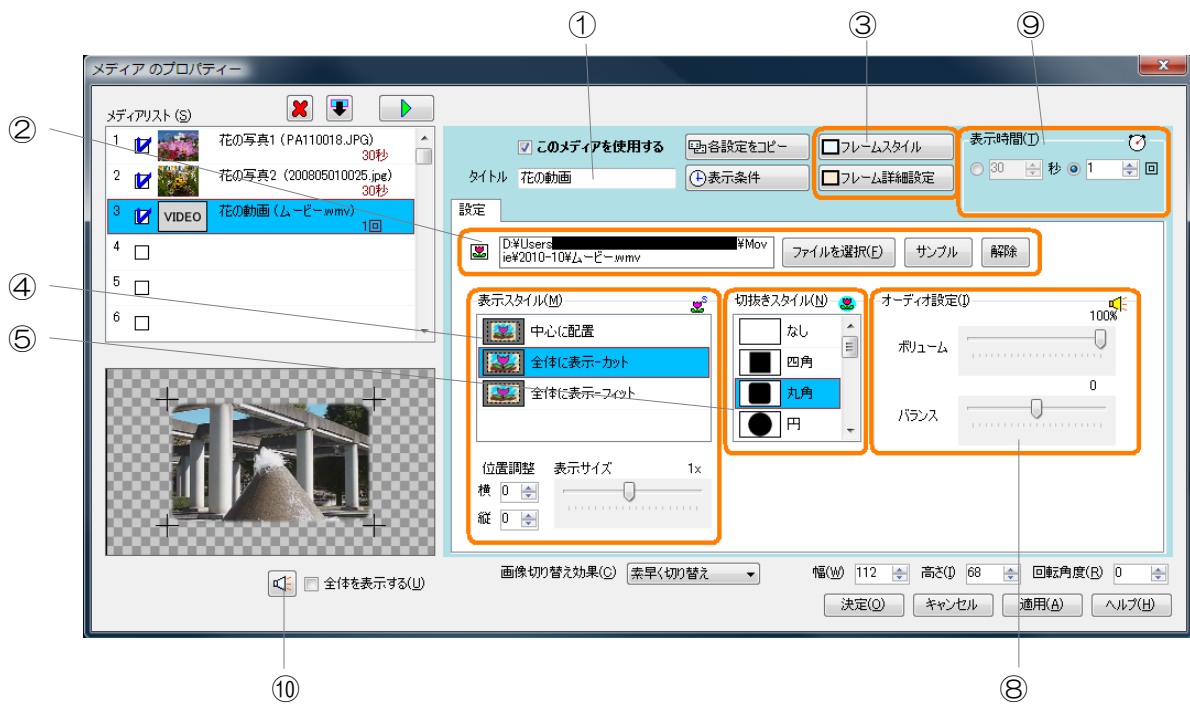 ① ③ ⑨
メディア のプロパティー
x
②
メディアリスト (S)
1 花の写真1 (PA110018.JPG)
30秒
2 花の写真2 (200805010025.jpg)
30秒
3 VIDEO 花の動画 (ムービー.wmv)
1回
4
5
6
このメディアを使用する
各設定をコピー
フレームスタイル
表示時間(T)
タイトル 花の動画
表示条件
フレーム詳細設定
30 秒 1 回
設定
D:¥Users ¥Mov
ie¥2010-10¥ムービー.wmv
ファイルを選択(F) サンプル 解除
④
⑤
表示スタイル(M)
中心に配置
全体に表示-カット
全体に表示-フィット
位置調整 表示サイズ 1x
横 0
縦 0
切抜きスタイル(N)
なし
四角
丸角
円
オーディオ設定(I)
100%
ボリューム
0
バランス
全体を表示する(U)
画像切り替え効果(C) 素早く切り替え 幅(W) 112 高さ(I) 68 回転角度(R) 0
決定(O) キャンセル 適用(A) ヘルプ(H)
⑩ ⑧